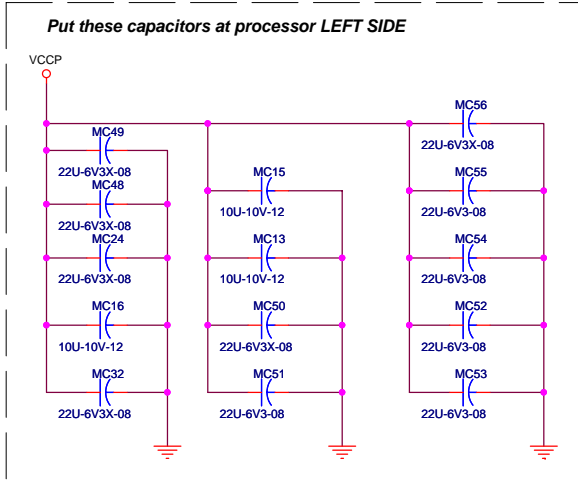 Put these capacitors at processor LEFT SIDE
VCCP
MC49
22U-6V3X-08
MC48
22U-6V3X-08
MC24
22U-6V3X-08
MC16
10U-10V-12
MC32
22U-6V3X-08
MC15
10U-10V-12
MC13
10U-10V-12
MC50
22U-6V3X-08
MC51
22U-6V3-08
MC56
22U-6V3X-08
MC55
22U-6V3-08
MC54
22U-6V3-08
MC52
22U-6V3-08
MC53
22U-6V3-08